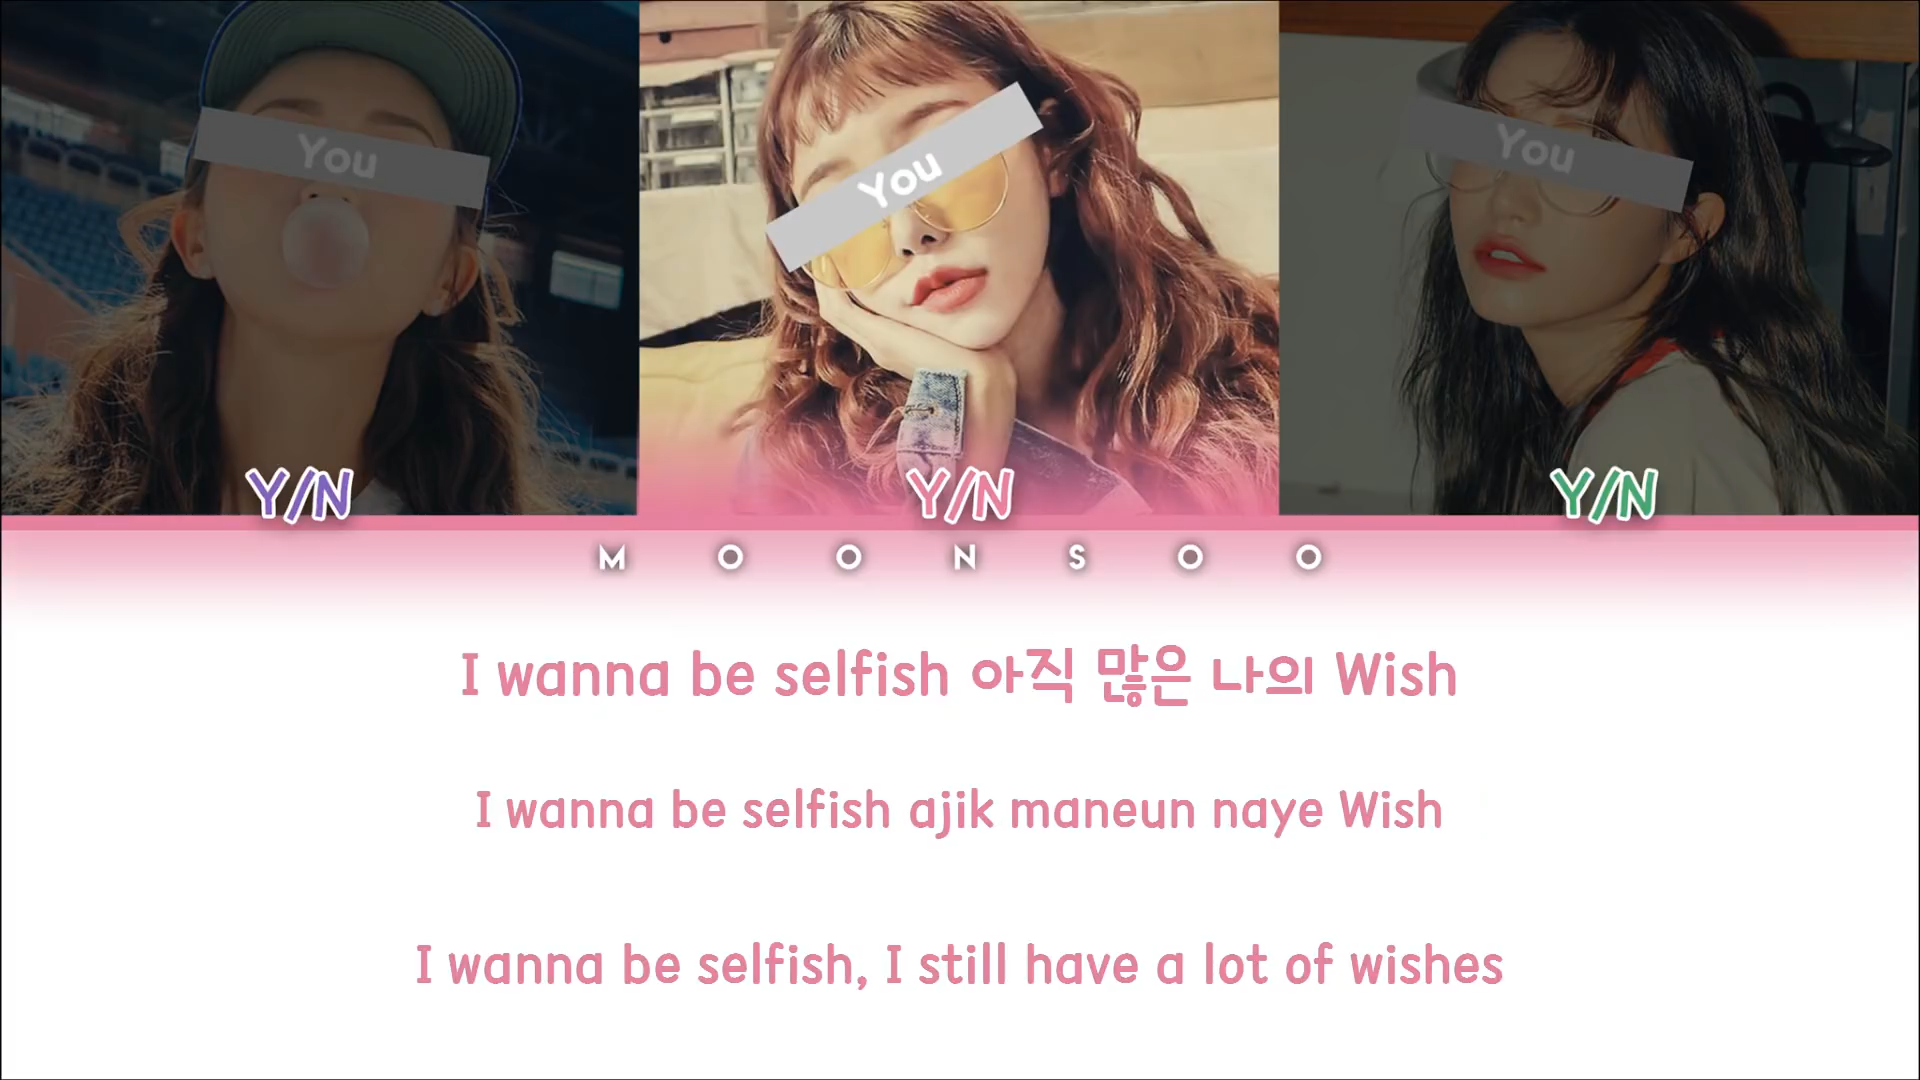 You
You
You
Y/N
Y/N
Y/N
MOONSOO
I wanna be selfish 아직 많은 나의 Wish
I wanna be selfish ajik maneun naye Wish
I wanna be selfish, I still have a lot of wishes